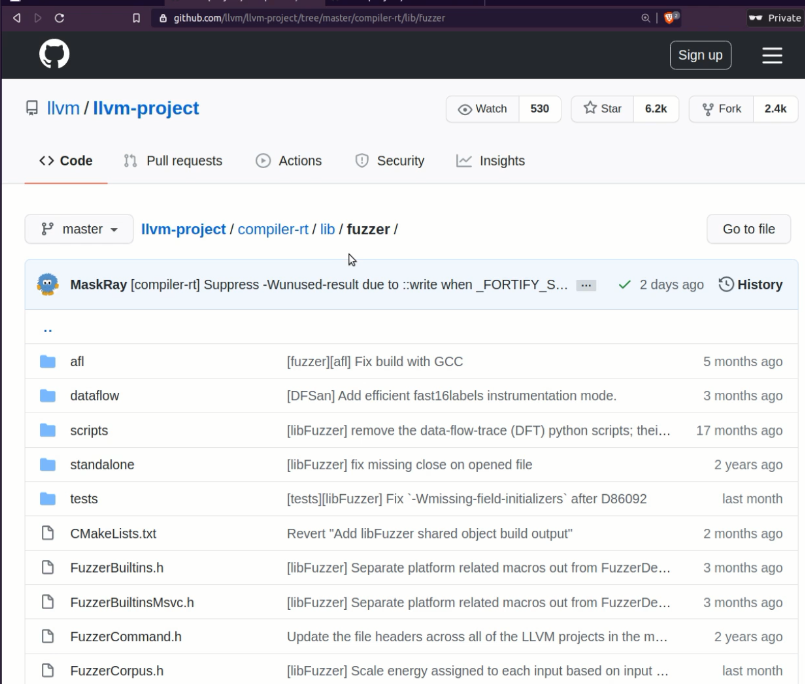 github.com/llvm/llvm-project/tree/master/compiler-rt/lib/fuzzer
2
Private
Sign up
llvm / llvm-project
Watch 530
Star 6.2k
Fork 2.4k
Code
Pull requests
Actions
Security
Insights
master
llvm-project / compiler-rt / lib / fuzzer /
Go to file
MaskRay [compiler-rt] Suppress -Wunused-result due to ::write when _FORTIFY_S... ... 2 days ago History
..
afl [fuzzer][afl] Fix build with GCC 5 months ago
dataflow [DFSan] Add efficient fast16labels instrumentation mode. 3 months ago
scripts [libFuzzer] remove the data-flow-trace (DFT) python scripts; thei... 17 months ago
standalone [libFuzzer] fix missing close on opened file 2 years ago
tests [tests][libFuzzer] Fix `-Wmissing-field-initializers` after D86092 last month
CMakeLists.txt Revert "Add libFuzzer shared object build output" 2 months ago
FuzzerBuiltins.h [libFuzzer] Separate platform related macros out from FuzzerDe... 3 months ago
FuzzerBuiltinsMsvc.h [libFuzzer] Separate platform related macros out from FuzzerDe... 3 months ago
FuzzerCommand.h Update the file headers across all of the LLVM projects in the m... 2 years ago
FuzzerCorpus.h [libFuzzer] Scale energy assigned to each input based on input ... last month